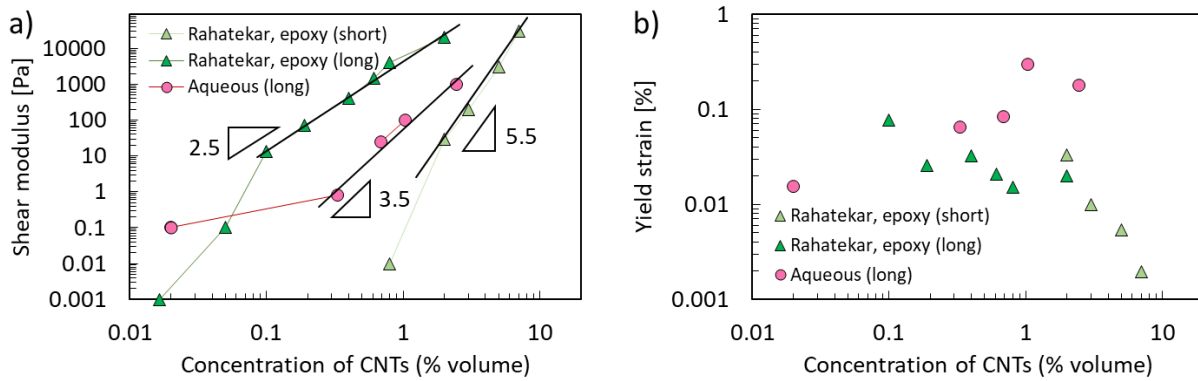 a)
Shear modulus [Pa]
10000
1000
100
10
1
0.1
0.01
0.001
Rahatekar, epoxy (short)
Rahatekar, epoxy (long)
Aqueous (long)
2.5
3.5
5.5
0.01
0.1
1
10
Concentration of CNTs (% volume)
b)
Yield strain [%]
1
0.1
0.01
0.001
Rahatekar, epoxy (short)
Rahatekar, epoxy (long)
Aqueous (long)
0.01
0.1
1
10
Concentration of CNTs (% volume)